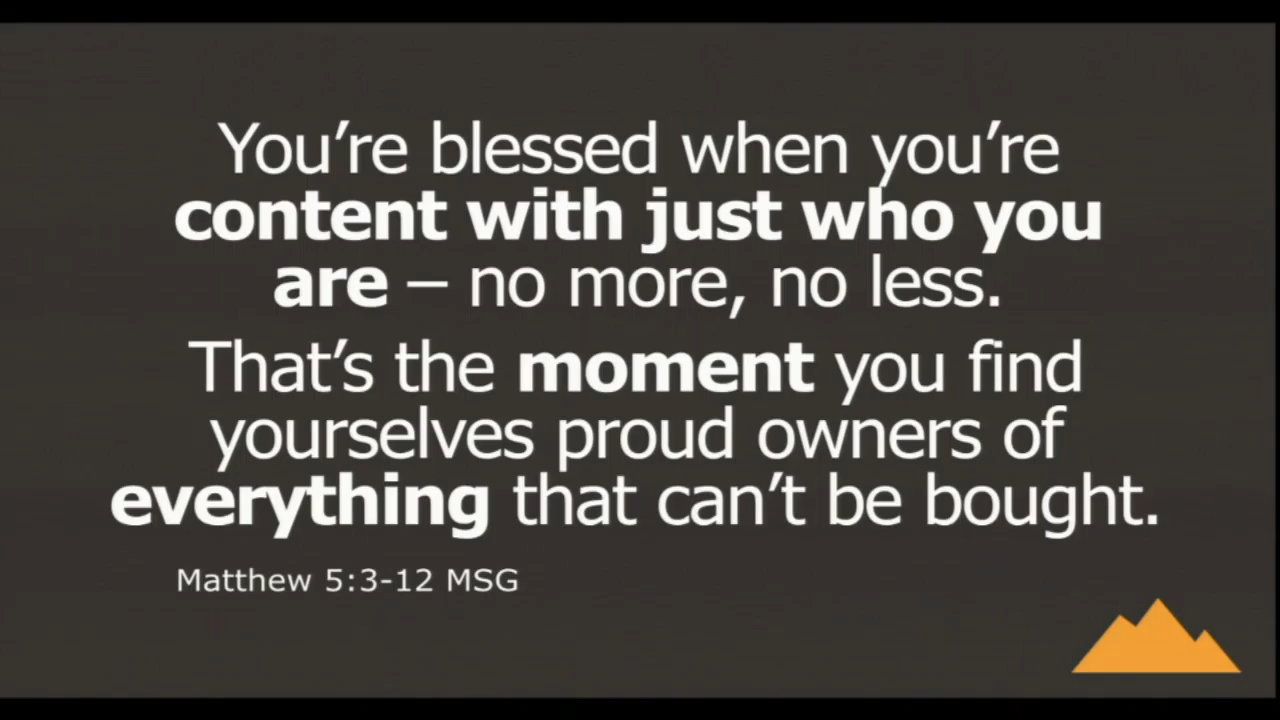 You’re blessed when you’re
content with just who you
are – no more, no less.
That’s the moment you find
yourselves proud owners of
everything that can’t be bought.
Matthew 5:3-12 MSG